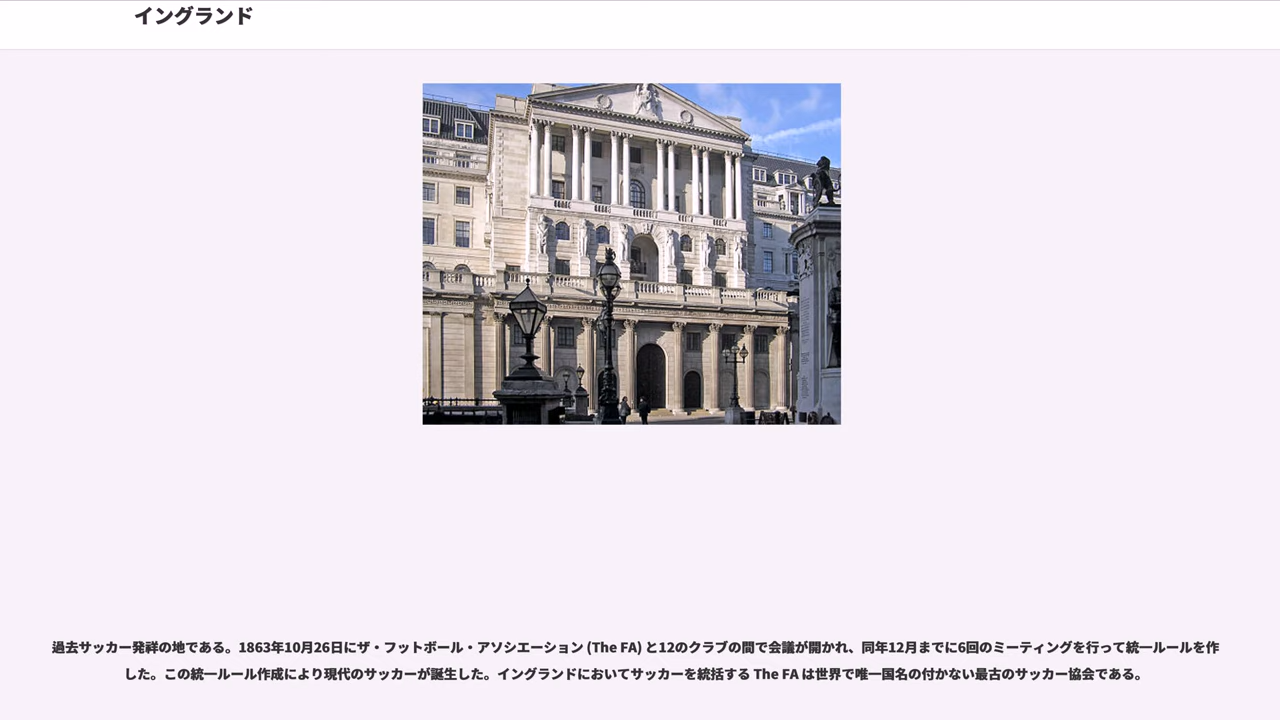 イングランド
過去サッカー発祥の地である。1863年10月26日にザ・フットボール・アソシエーション (The FA) と12のクラブの間で会議が開かれ、同年12月までに6回のミーティングを行って統一ルールを作
した。この統一ルール作成により現代のサッカーが誕生した。イングランドにおいてサッカーを統括する The FA は世界で唯一国名の付かない最古のサッカー協会である。